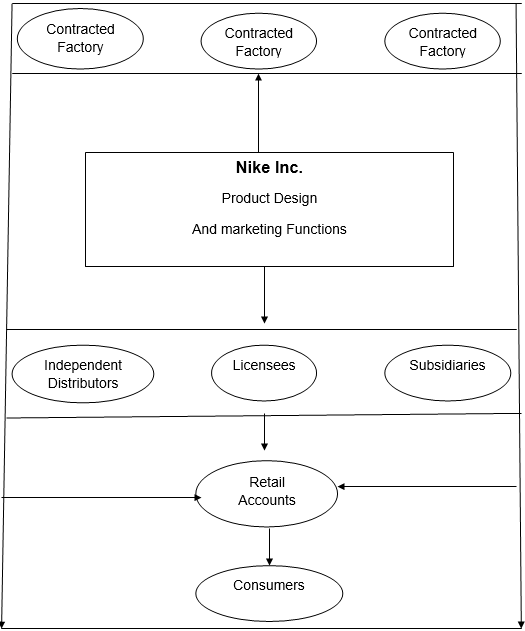 Contracted
Factory
Contracted
Factory
Contracted
Factory
Nike Inc.
Product Design
And marketing Functions
Independent
Distributors
Licensees
Subsidiaries
Retail
Accounts
Consumers